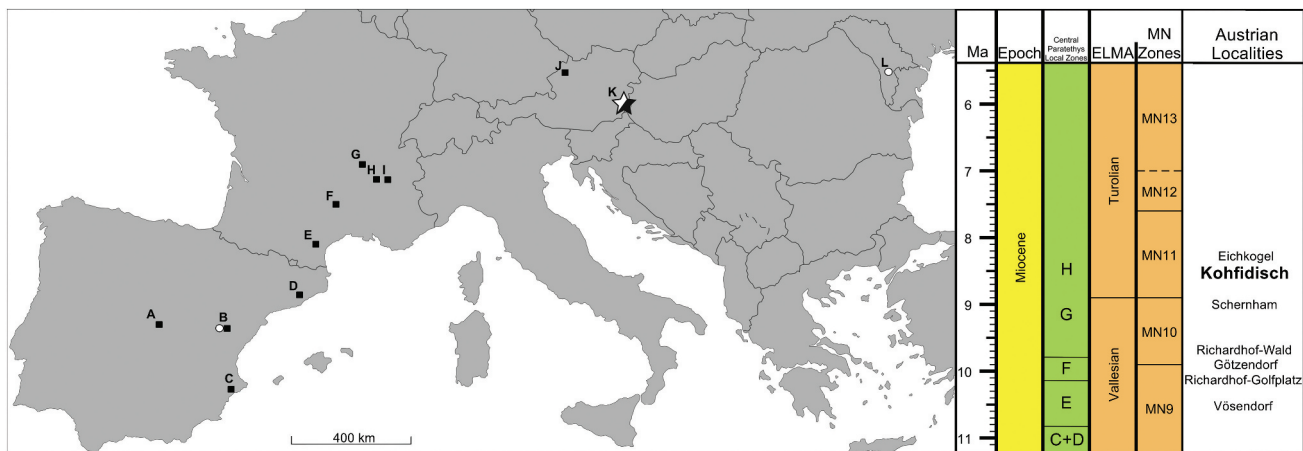 J
L
K
G
H
I
F
E
D
A
B
C
400 km
Ma
Epoch
Central
Paratethys
Local Zones
ELMA
MN
Zones
Austrian
Localities
6
7
8
9
10
11
Miocene
H
G
F
E
C+D
Turolian
Vallesian
MN13
MN12
MN11
MN10
MN9
Eichkogel
Kohfidisch
Schernham
Richardhof-Wald
Götzendorf
Richardhof-Golfplatz
Vösendorf